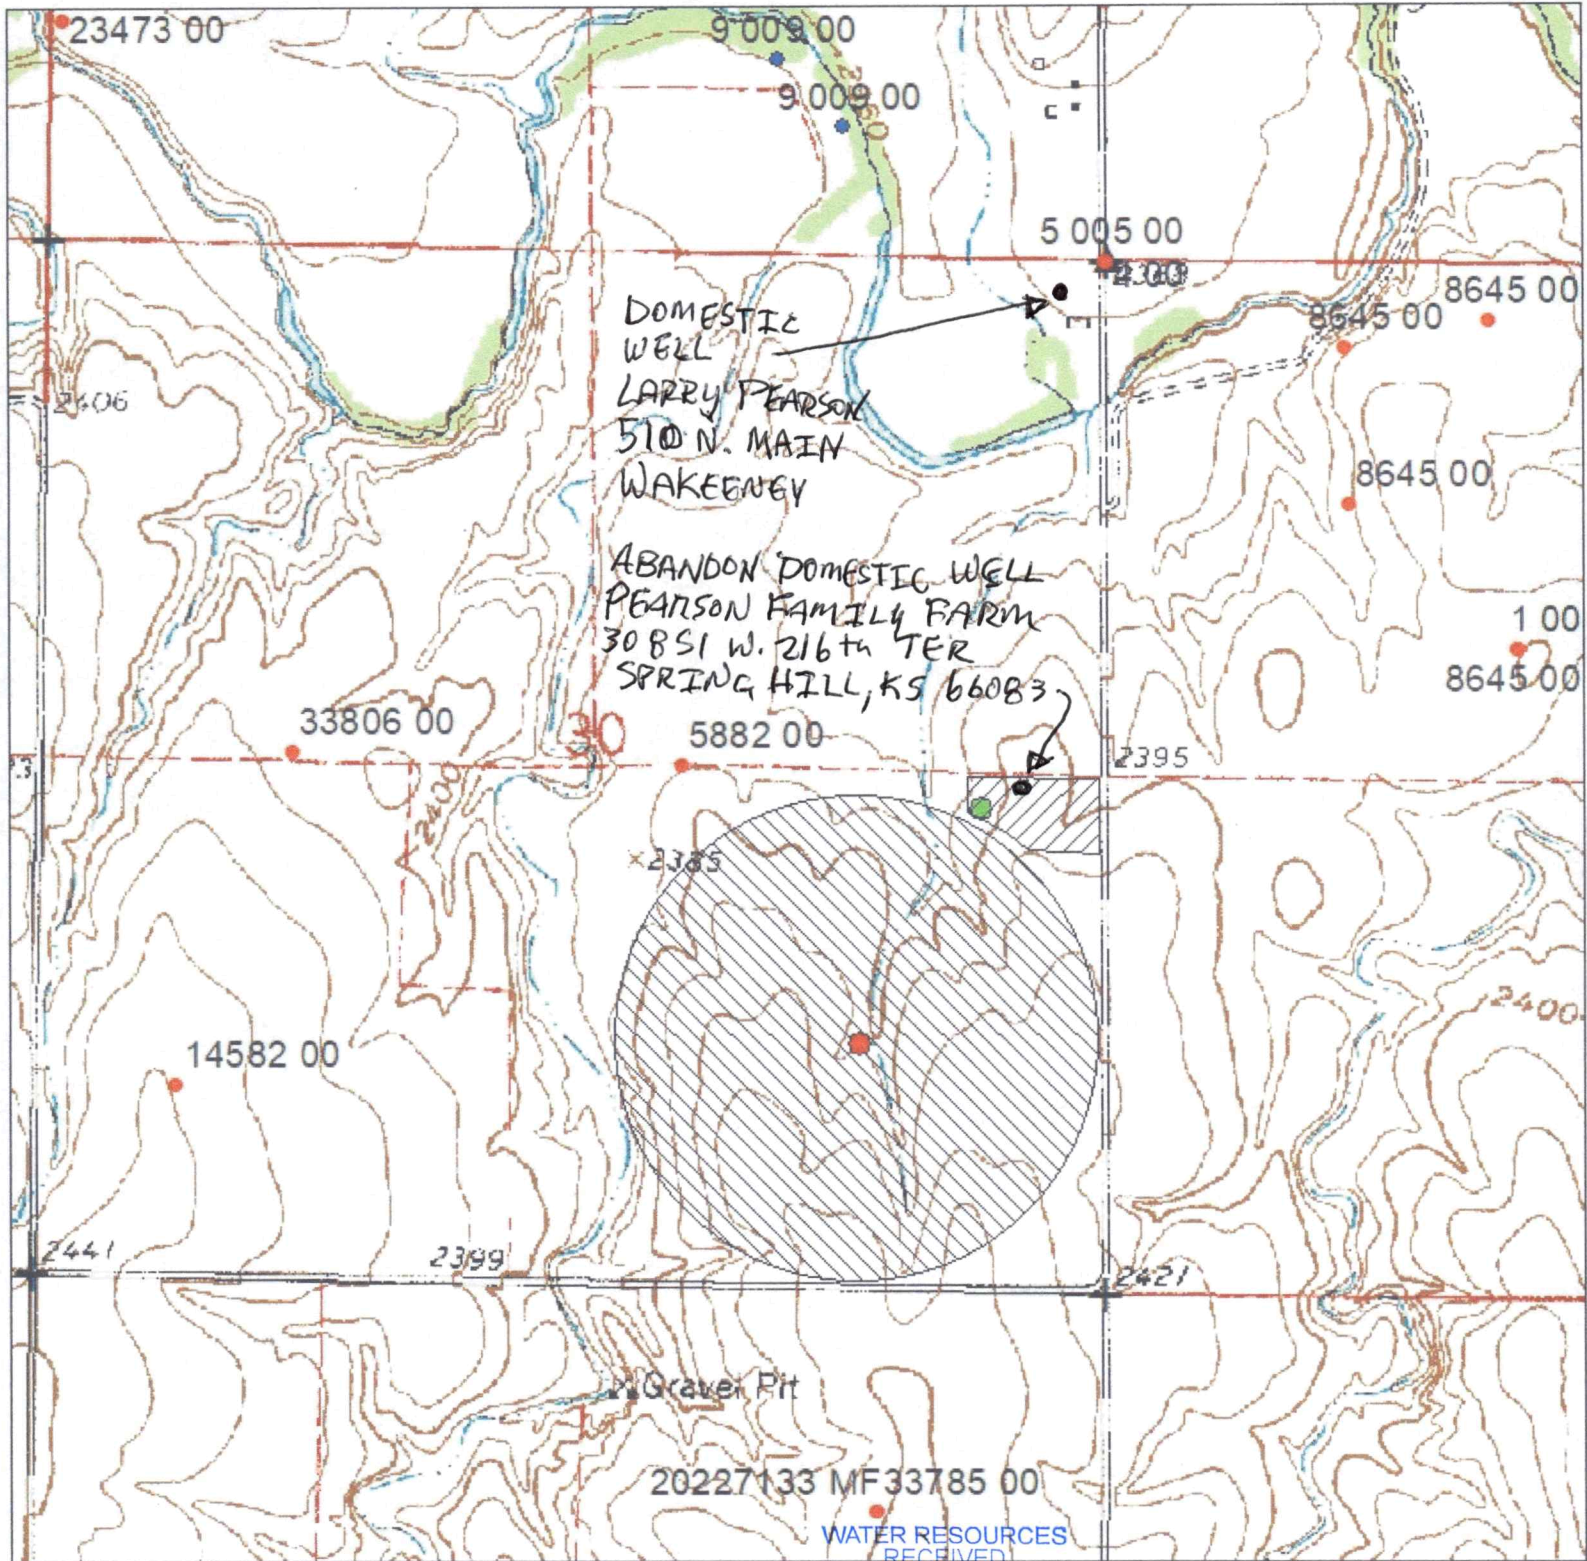 23473 00
9 009 00
9 009 00
5 005 00
8645 00
8645 00
DOMESTIC
WELL
LARRY PEARSON
510 N. MAIN
WAKEENEY
2406
8645 00
ABANDON DOMESTIC WELL
PEARSON FAMILY FARM
30851 W. 216th TER
SPRING HILL, KS 66083
1 00
8645 00
33806 00
30
5882 00
2395
2400
×2385
2400
14582 00
2441
2399
2421
Gravel Pit
20227133 MF33785 00
WATER RESOURCES
RECEIVED